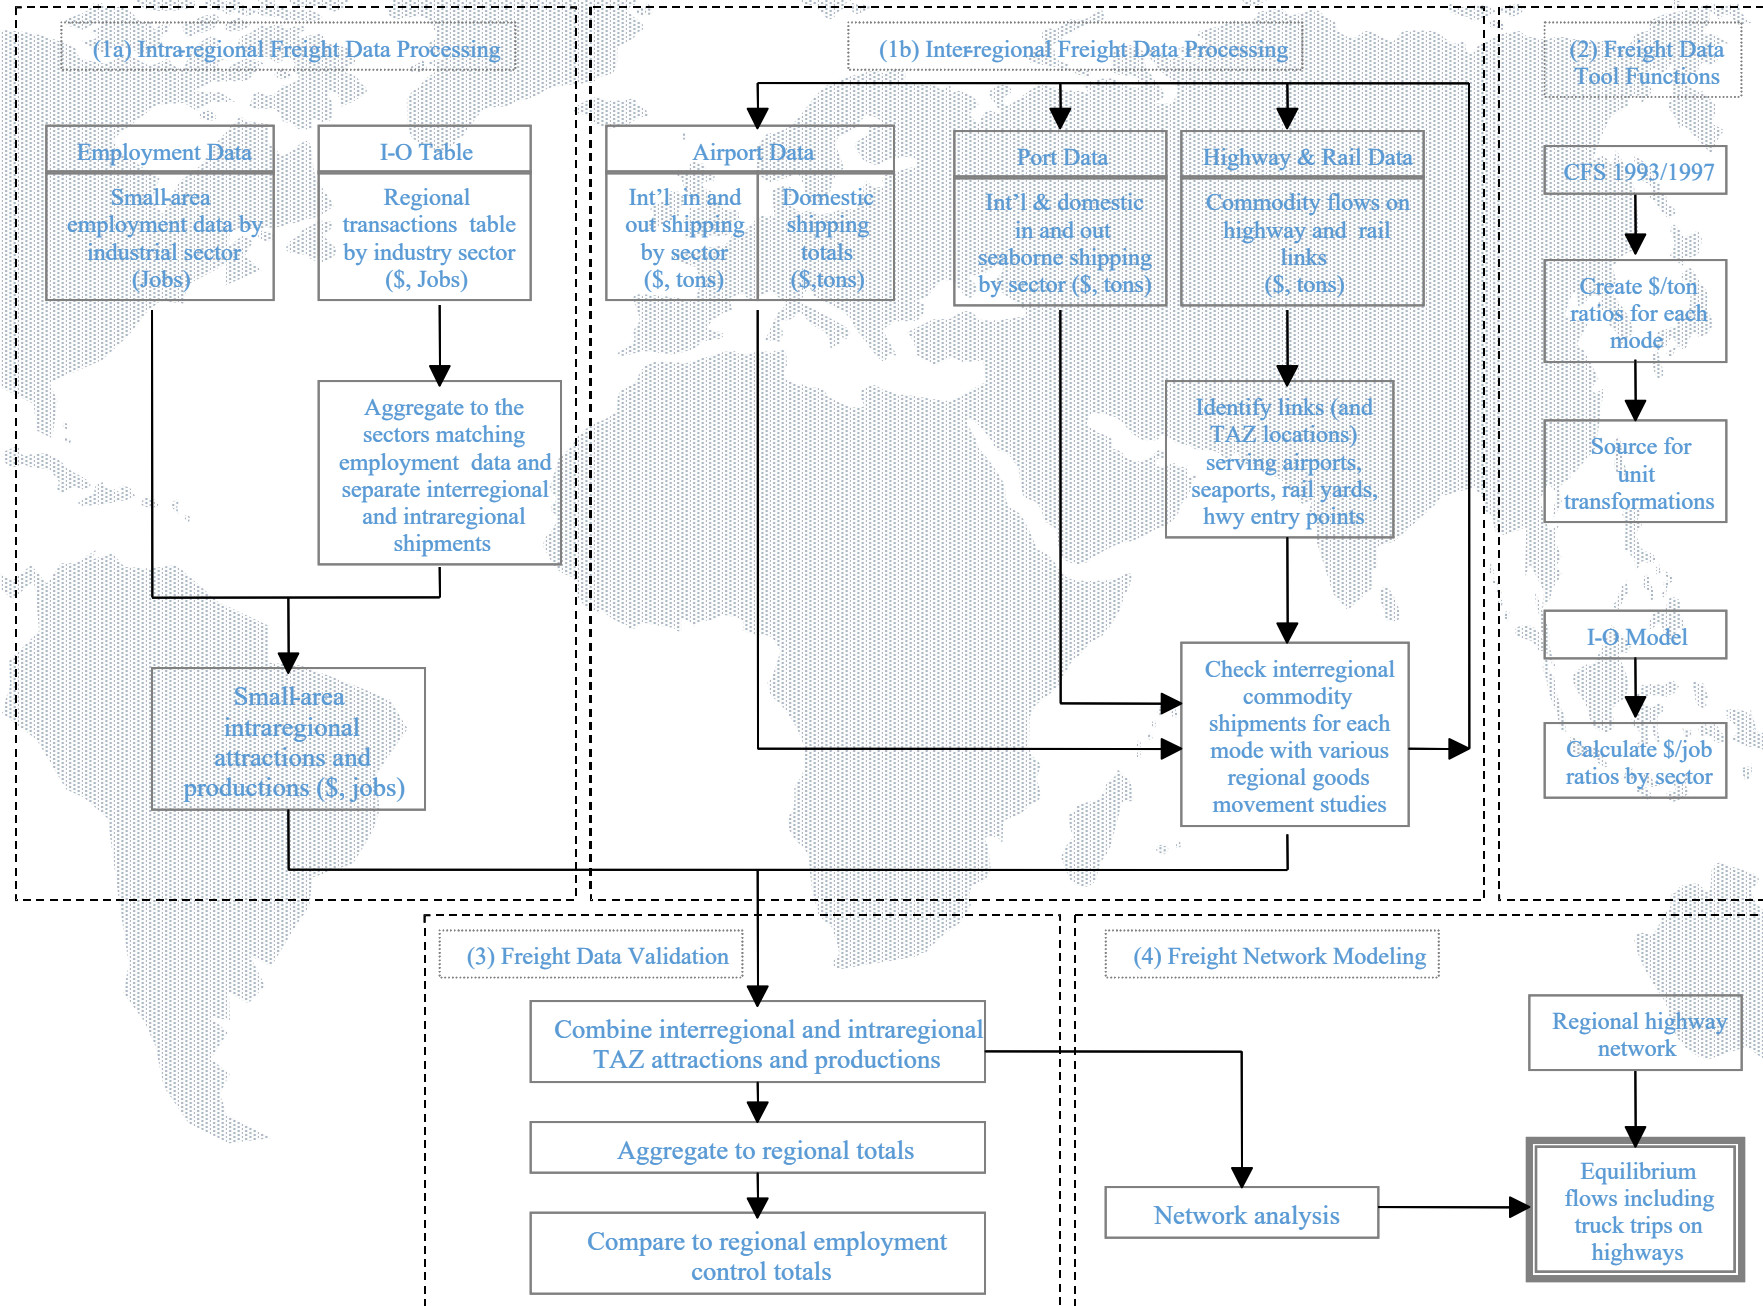 (1a) Intra-regional Freight Data Processing
(1b) Inter-regional Freight Data Processing
(2) Freight Data
Tool Functions
Employment Data
Small-area
employment data by
industrial sector
(Jobs)
I-O Table
Regional
transactions table
by industry sector
($, Jobs)
Airport Data
Int'l in and
out shipping
by sector
($, tons)
Domestic
shipping
totals
($,tons)
Port Data
Int'l & domestic
in and out
seaborne shipping
by sector ($, tons)
Highway & Rail Data
Commodity flows on
highway and rail
links
($, tons)
CFS 1993/1997
Create $/ton
ratios for each
mode
Source for
unit
transformations
I-O Model
Calculate $/job
ratios by sector
Aggregate to the
sectors matching
employment data and
separate interregional
and intraregional
shipments
Identify links (and
TAZ locations)
serving airports,
seaports, rail yards,
hwy entry points
Small-area
intraregional
attractions and
productions ($, jobs)
Check interregional
commodity
shipments for each
mode with various
regional goods
movement studies
(3) Freight Data Validation
Combine interregional and intraregional
TAZ attractions and productions
Aggregate to regional totals
Compare to regional employment
control totals
(4) Freight Network Modeling
Regional highway
network
Network analysis
Equilibrium
flows including
truck trips on
highways